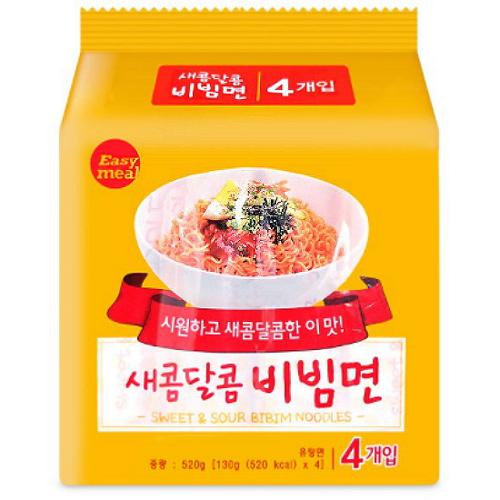 새콤달콤
비빔면
4개입
Easy
meal
시원하고 새콤달콤한 이 맛!
새콤달콤 비빔면
- SWEET & SOUR BIBIM NOODLES -
유탕면
중량 : 520g [130g (520 kcal) x 4]
4개입